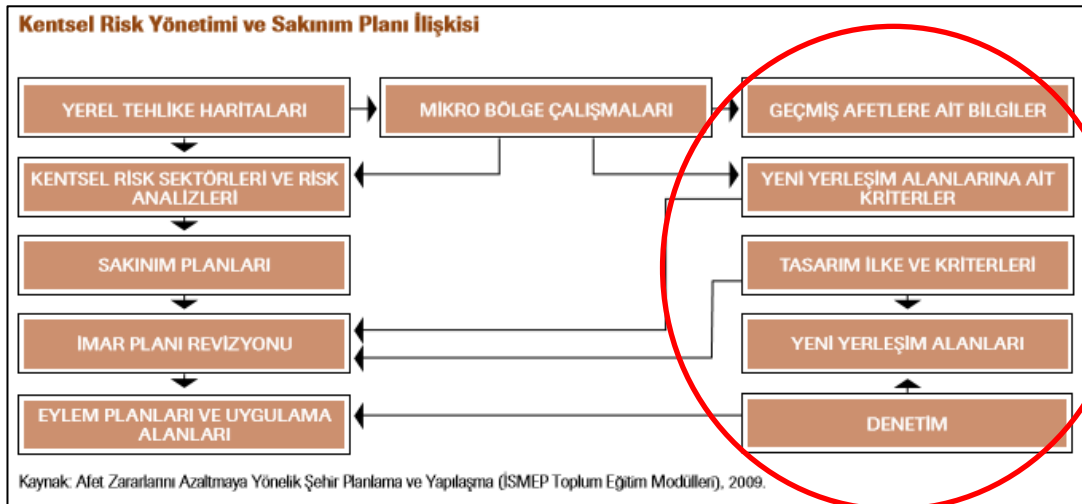 Kentsel Risk Yönetimi ve Sakınım Planı İlişkisi
YEREL TEHLİKE HARİTALARI
MİKRO BÖLGE ÇALIŞMALARI
GEÇMİŞ AFETLERE AİT BİLGİLER
KENTSEL RİSK SEKTÖRLERİ VE RİSK
ANALİZLERİ
YENİ YERLEŞİM ALANLARINA AİT
KRİTERLER
SAKINIM PLANLARI
TASARIM İLKE VE KRİTERLERİ
İMAR PLANI REVİZYONU
YENİ YERLEŞİM ALANLARI
EYLEM PLANLARI VE UYGULAMA
ALANLARI
DENETİM
Kaynak: Afet Zararlarını Azaltmaya Yönelik Şehir Planlama ve Yapılaşma (İSMEP Toplum Eğitim Modülleri), 2009.